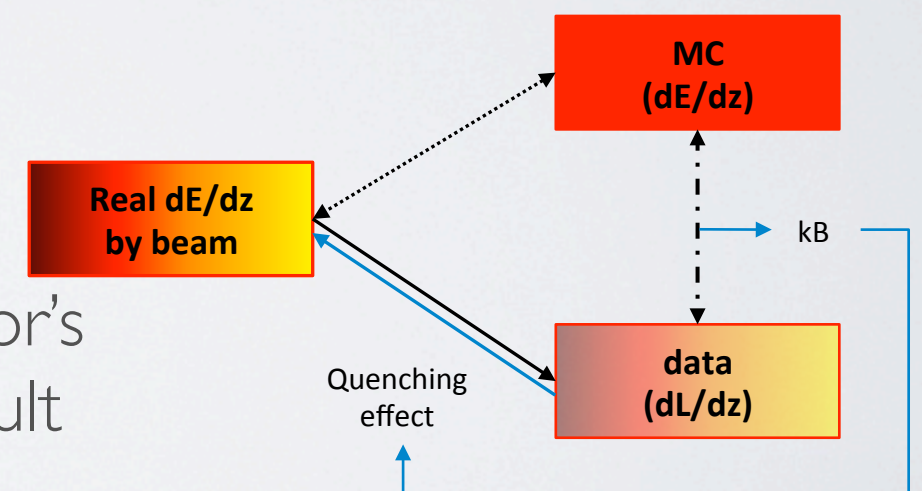 MC
(dE/dz)
Real dE/dz
by beam
kB
or's
ult
Quenching
effect
data
(dL/dz)